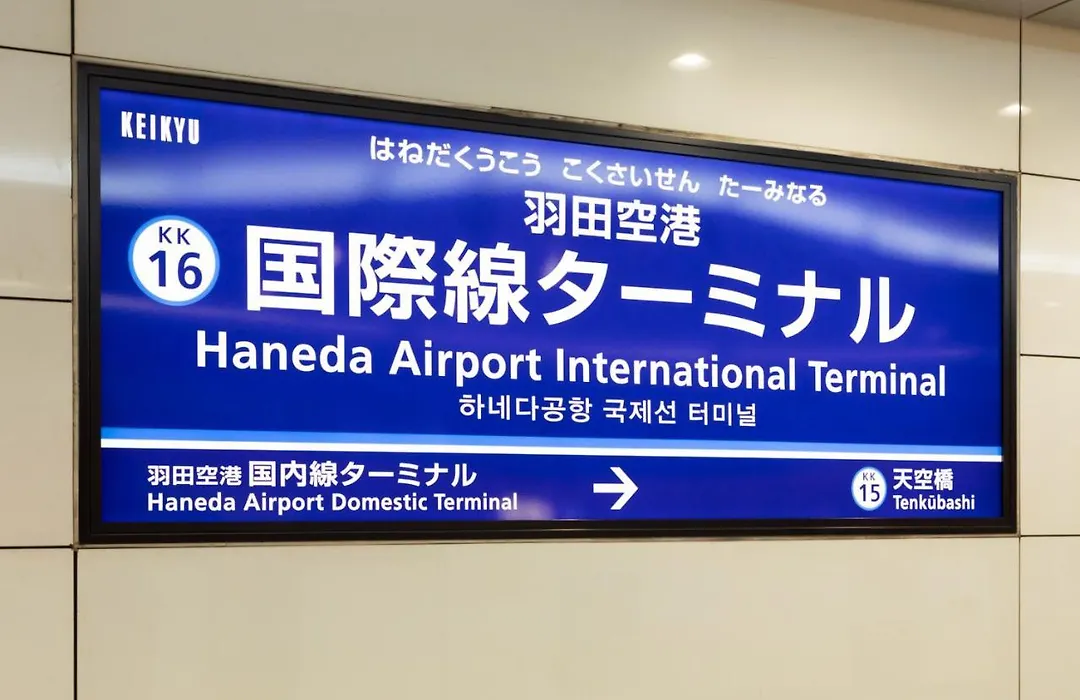 KEIKYU
はねだくうこう こくさいせん たーみなる
羽田空港
KK
16
国際線ターミナル
Haneda Airport International Terminal
하네다공항 국제선 터미널
羽田空港 国内線ターミナル
Haneda Airport Domestic Terminal
→
KK
15
天空橋
Tenkūbashi